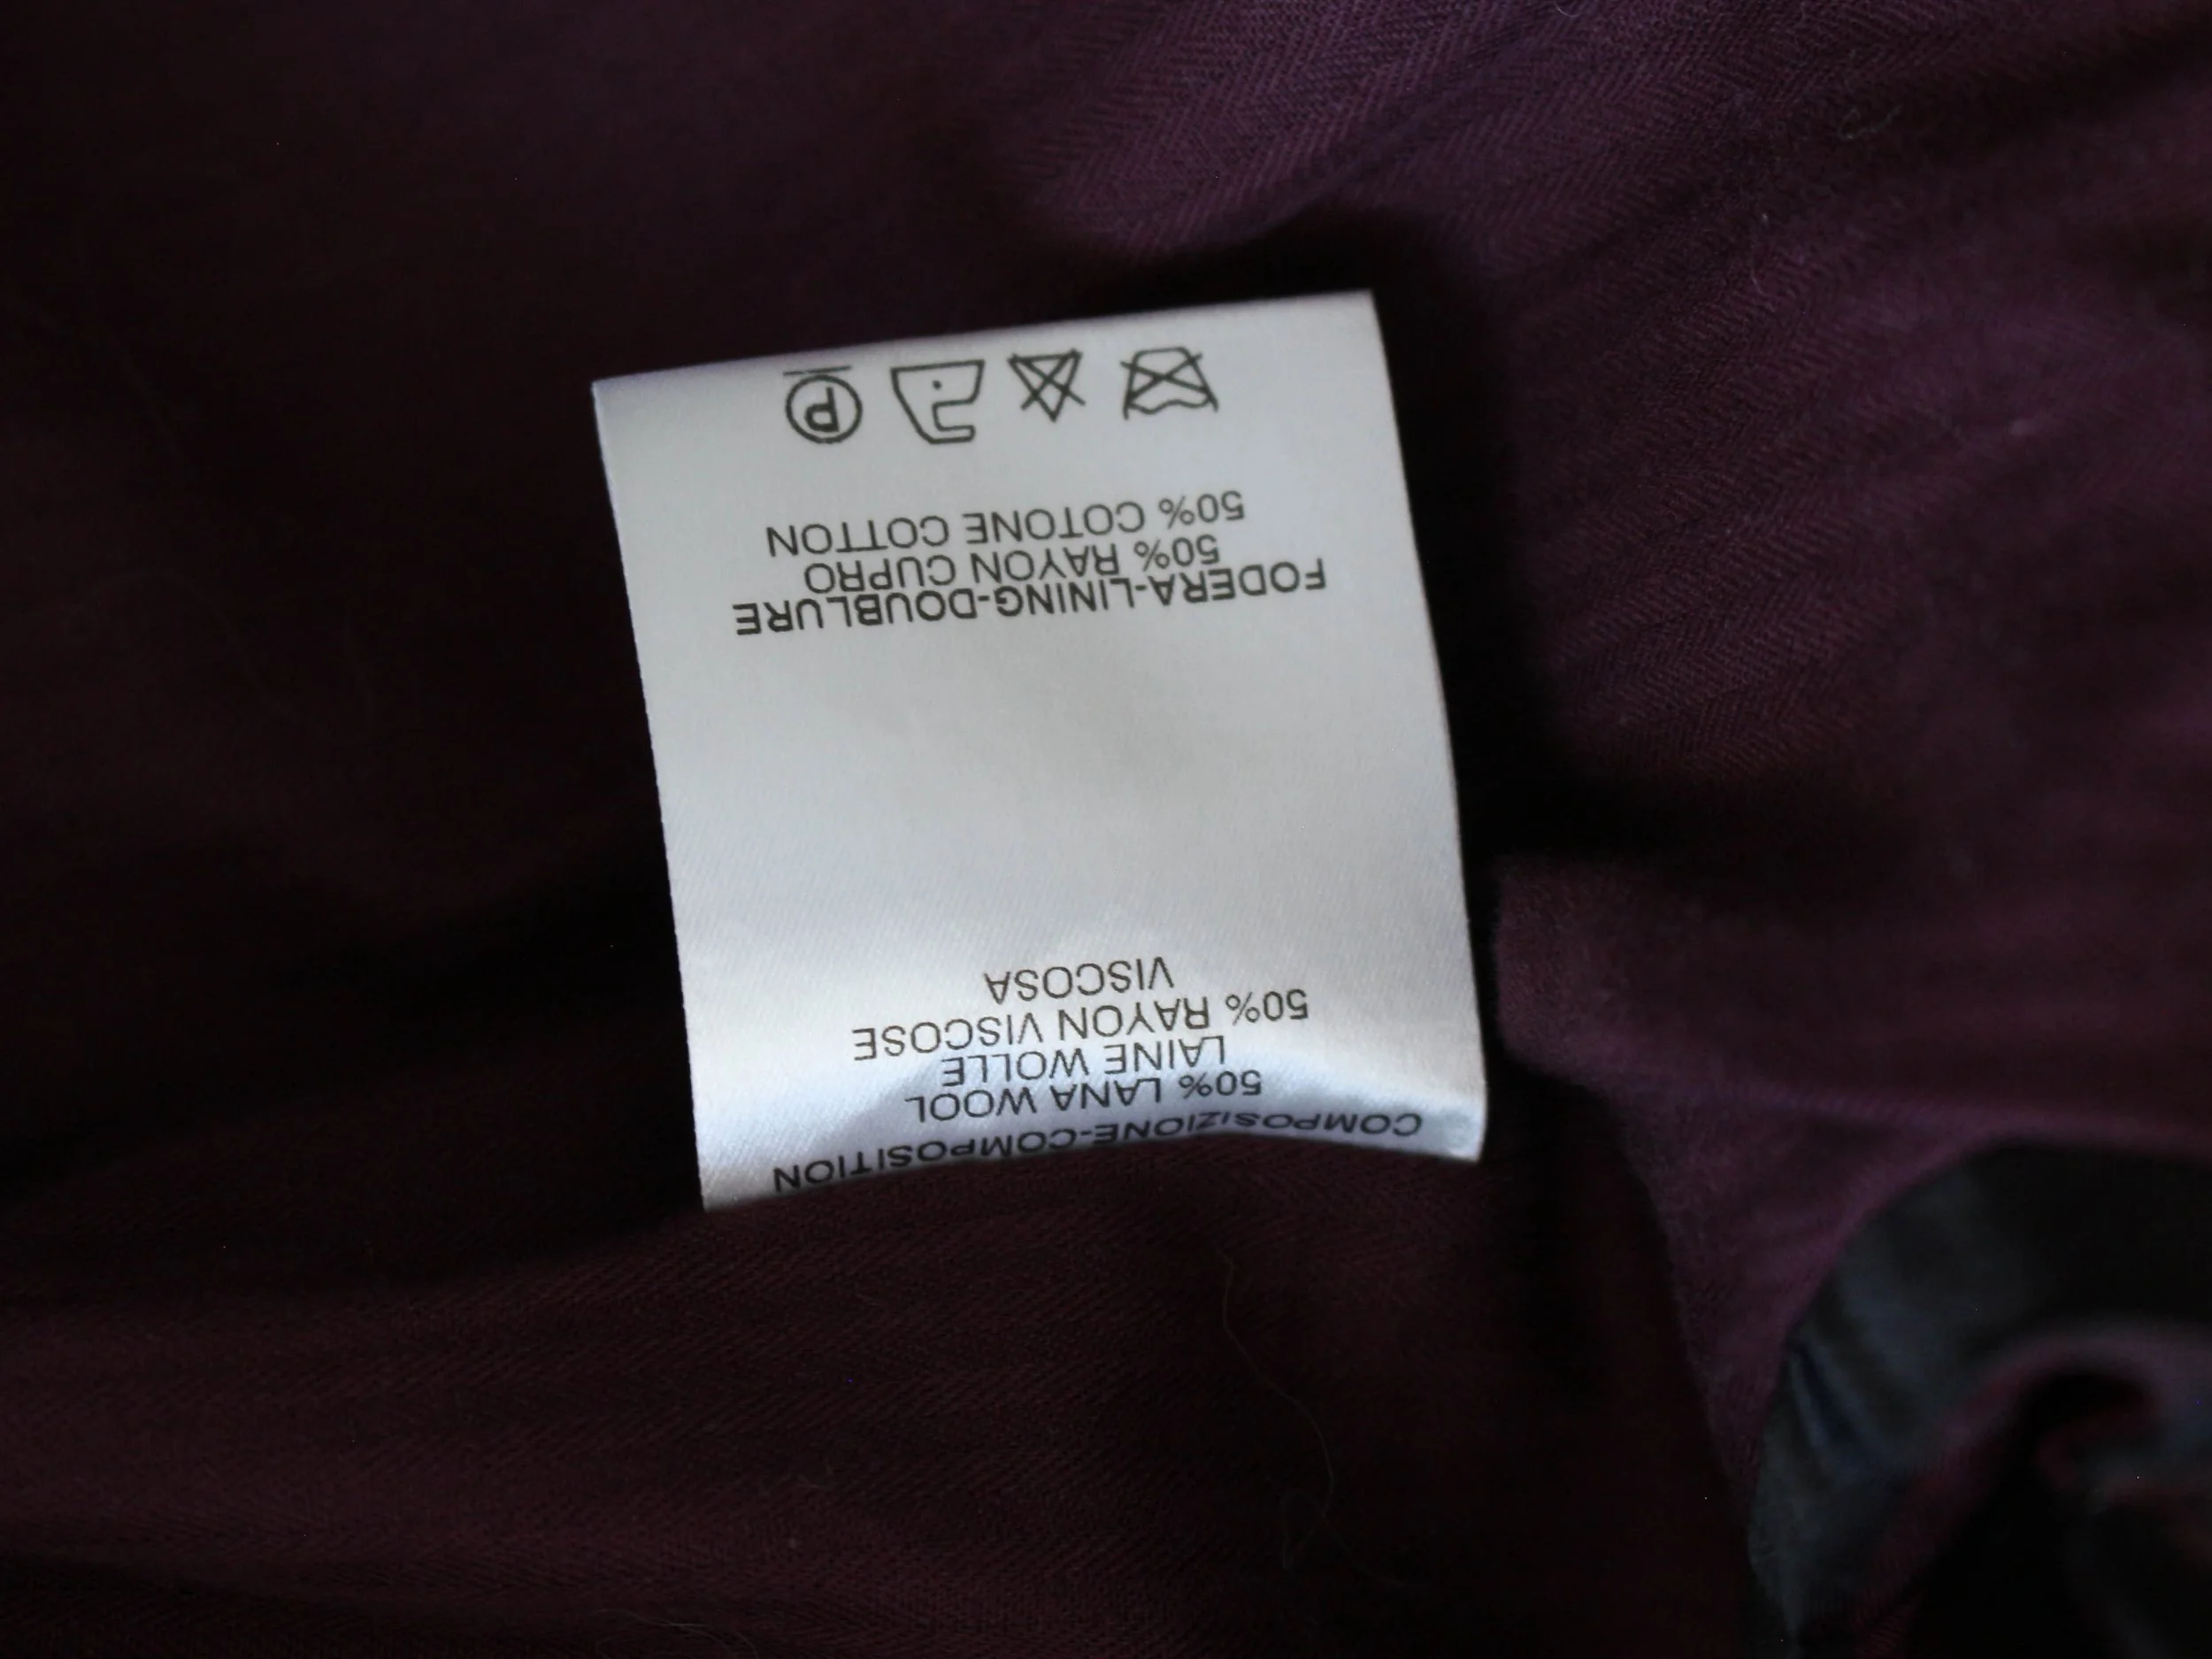 COMPOSIZIONE-COMPOSITION
50% LANA WOOL
LAINE WOLLE
50% RAYON VISCOSE
VISCOSA
FODERA-LINING-DOUBLURE
50% RAYON CUPRO
50% COTONE COTTON
P